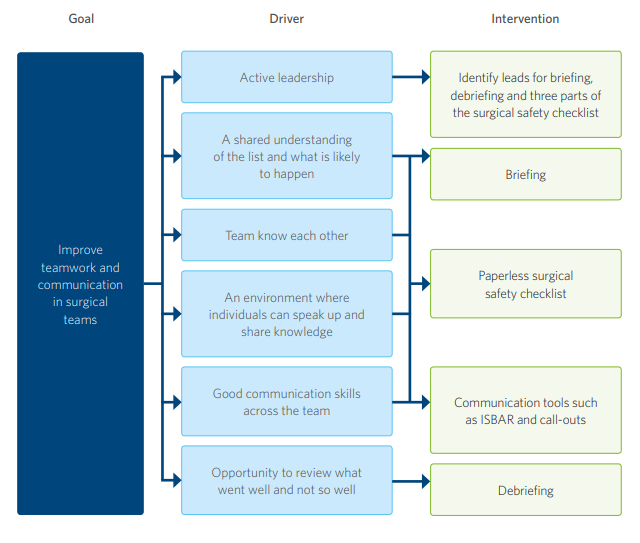 Goal
Driver
Intervention
Improve
teamwork and
communication
in surgical
teams
Active leadership
A shared understanding
of the list and what is likely
to happen
Team know each other
An environment where
individuals can speak up and
share knowledge
Good communication skills
across the team
Opportunity to review what
went well and not so well
Identify leads for briefing,
debriefing and three parts of
the surgical safety checklist
Briefing
Paperless surgical
safety checklist
Communication tools such
as ISBAR and call-outs
Debriefing